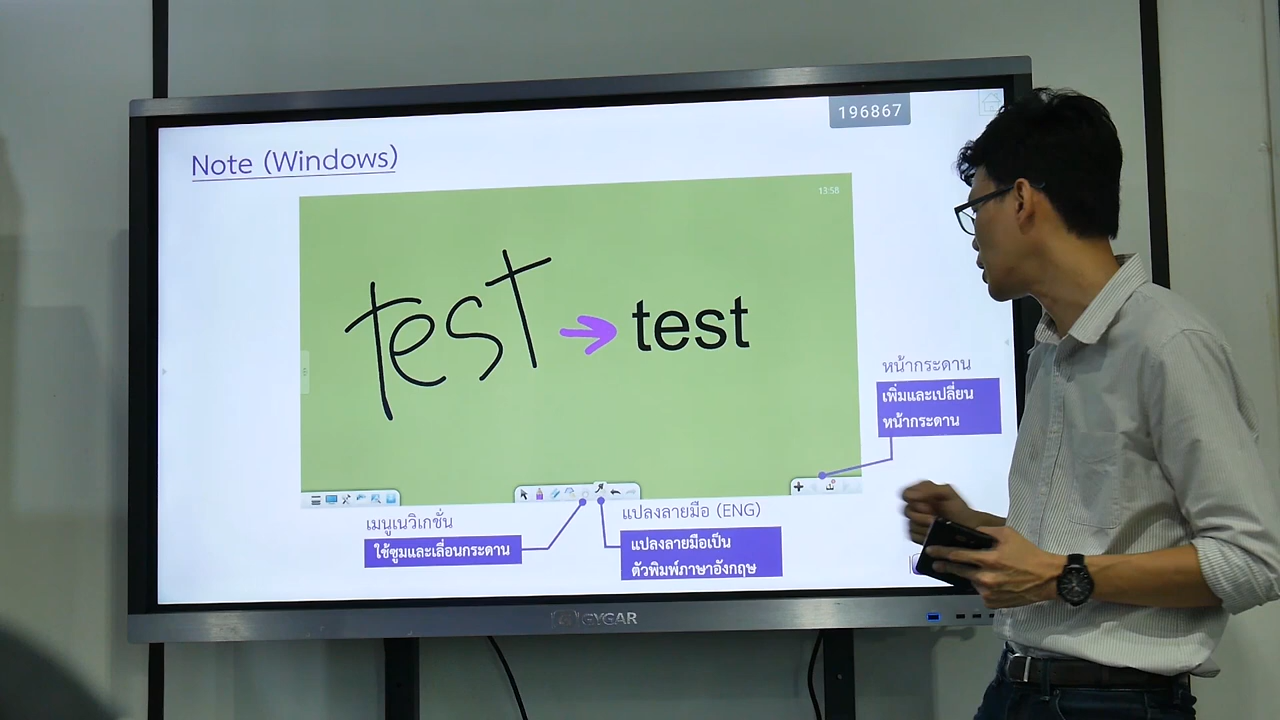 196867
Note (Windows)
13:58
test → test
หน้ากระดาน
เพิ่มและเปลี่ยน
หน้ากระดาน
เมนูเนวิเกชั่น
ใช้ซูมและเลื่อนกระดาน
แปลงลายมือ (ENG)
แปลงลายมือเป็น
ตัวพิมพ์ภาษาอังกฤษ
GYGAR